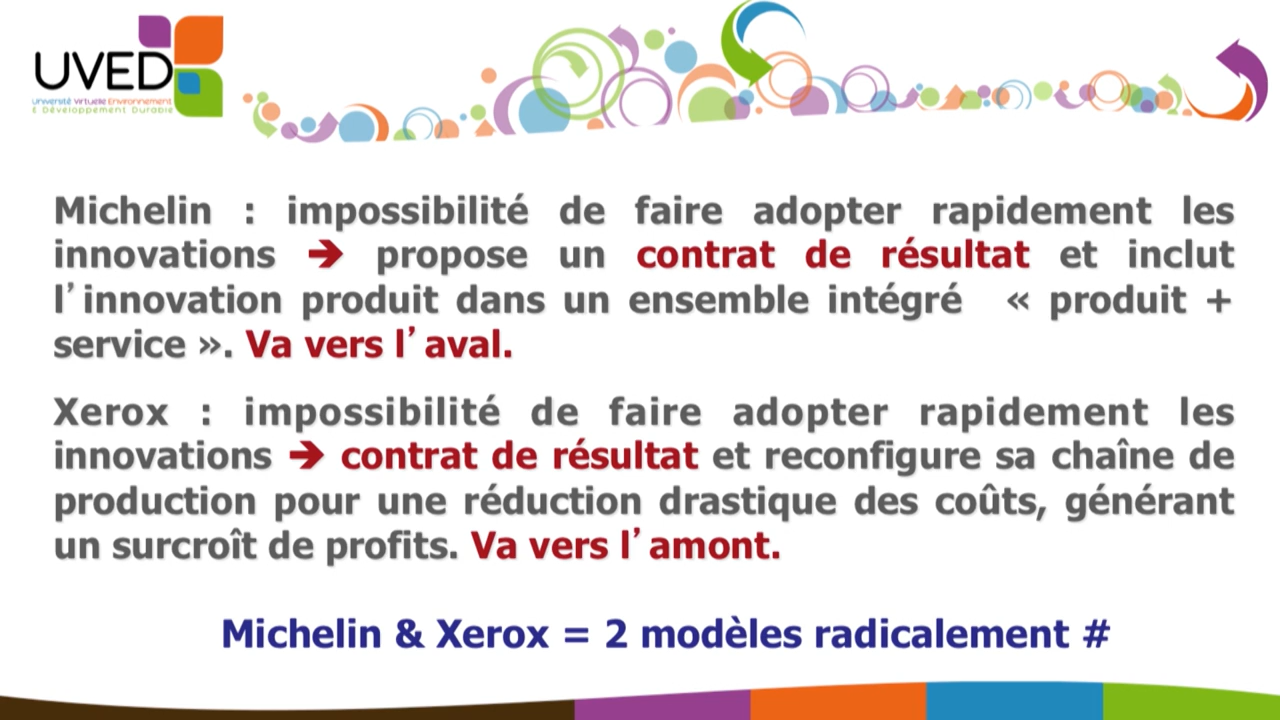 UVED
Université Virtuelle Environnement
& Développement Durable
Michelin : impossibilité de faire adopter rapidement les
innovations ➔ propose un contrat de résultat et inclut
l’innovation produit dans un ensemble intégré « produit +
service ». Va vers l’aval.
Xerox : impossibilité de faire adopter rapidement les
innovations ➔ contrat de résultat et reconfigure sa chaîne de
production pour une réduction drastique des coûts, générant
un surcroît de profits. Va vers l’amont.
Michelin & Xerox = 2 modèles radicalement #